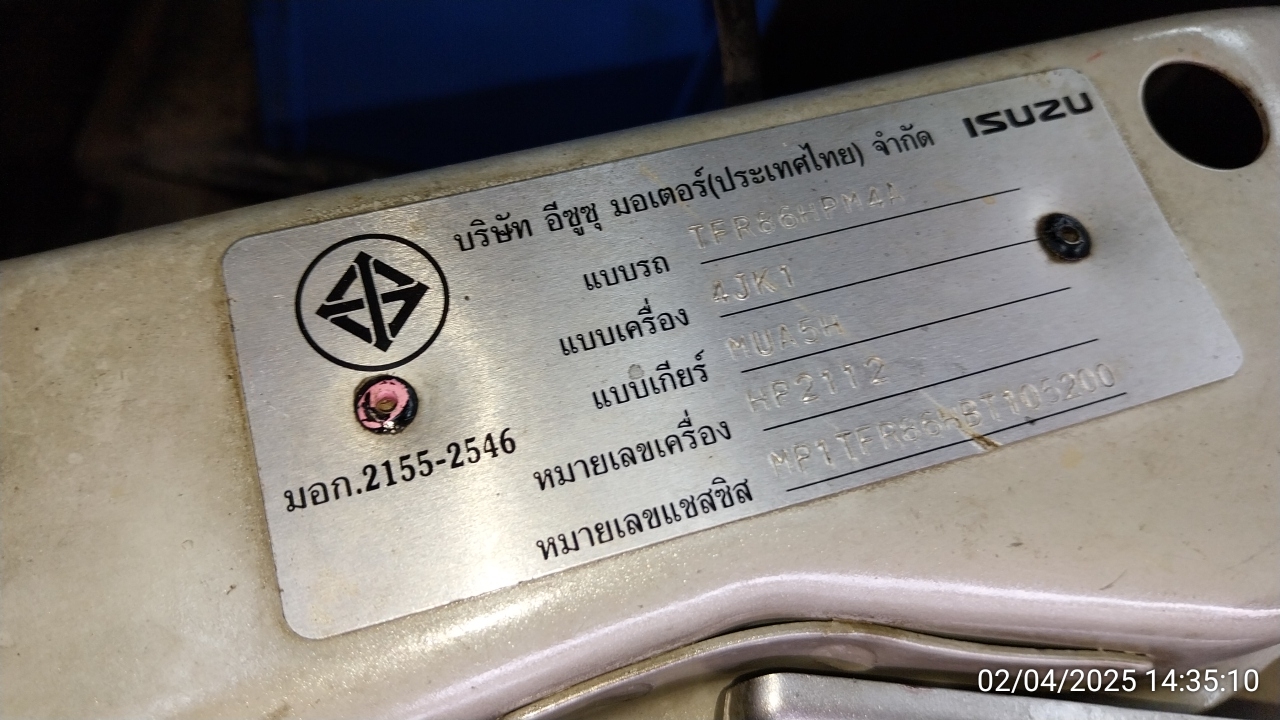 ISUZU
บริษัท อีซูซุ มอเตอร์(ประเทศไทย) จำกัด
แบบรถ TFR86HPM4A
แบบเครื่อง 4JK1
แบบเกียร์ MUA5H
หมายเลขเครื่อง HP2112
หมายเลขแชสซิส
มอก.2155-2546
02/04/2025 14:35:10